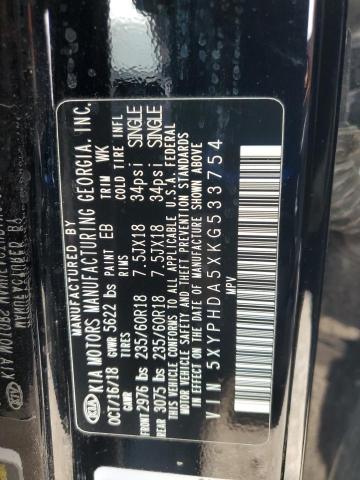 MANUFACTURED BY
KIA KIA MOTORS MANUFACTURING GEORGIA, INC.
OCT/16/18 GVWR 5622 lbs PAINT EB TRIM WK
GAWR TIRES RIMS COLD TIRE INFL
FRONT 2976 lbs 235/60R18 7.5JX18 34psi SINGLE
REAR 3075 lbs 235/60R18 7.5JX18 34psi SINGLE
THIS VEHICLE CONFORMS TO ALL APPLICABLE U.S.A. FEDERAL
MOTOR VEHICLE SAFETY AND THEFT PREVENTION STANDARDS
IN EFFECT ON THE DATE OF MANUFACTURE SHOWN ABOVE
VIN 5XYPHDA5XKG533754
MPV